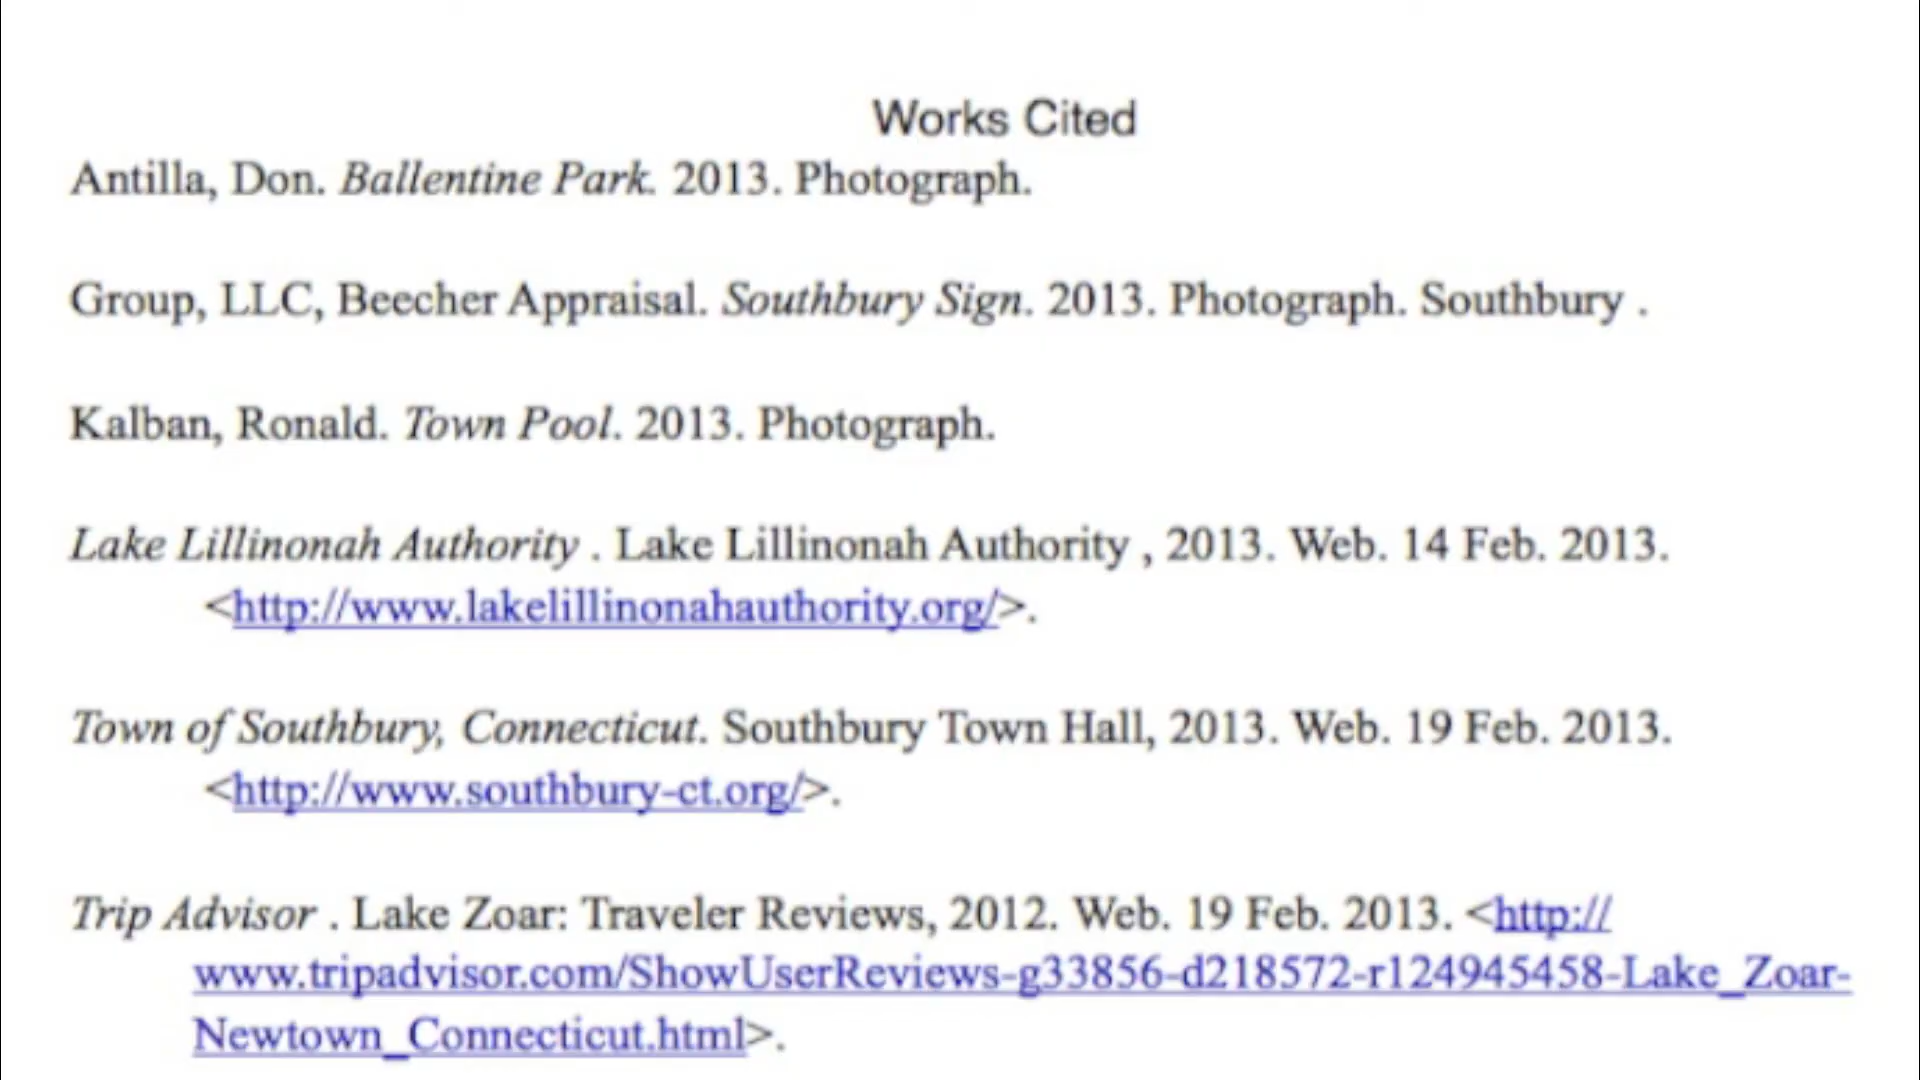 Works Cited
Antilla, Don. Ballentine Park. 2013. Photograph.
Group, LLC, Beecher Appraisal. Southbury Sign. 2013. Photograph. Southbury .
Kalban, Ronald. Town Pool. 2013. Photograph.
Lake Lillinonah Authority . Lake Lillinonah Authority , 2013. Web. 14 Feb. 2013.
<http://www.lakelillinonahauthority.org/>.
Town of Southbury, Connecticut. Southbury Town Hall, 2013. Web. 19 Feb. 2013.
<http://www.southbury-ct.org/>.
Trip Advisor . Lake Zoar: Traveler Reviews, 2012. Web. 19 Feb. 2013. <http://
www.tripadvisor.com/ShowUserReviews-g33856-d218572-r124945458-Lake_Zoar-
Newtown_Connecticut.html>.